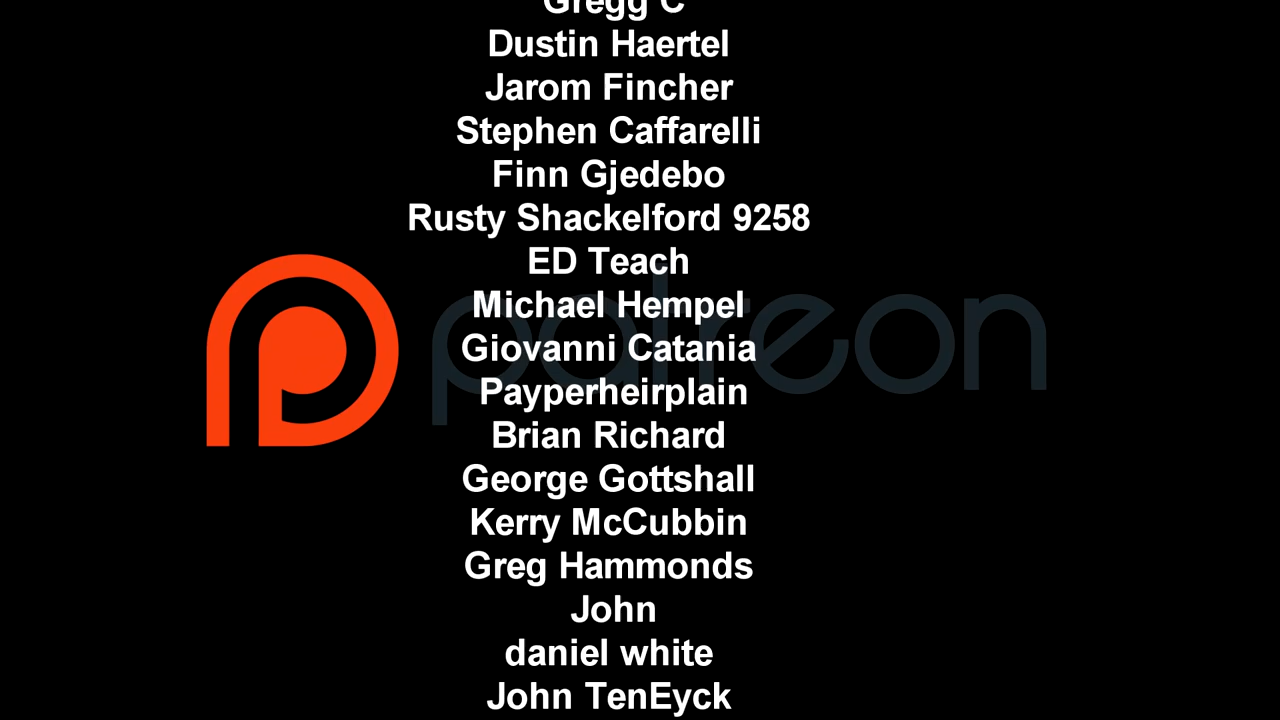 Gregg C
Dustin Haertel
Jarom Fincher
Stephen Caffarelli
Finn Gjedebo
Rusty Shackelford 9258
ED Teach
Michael Hempel
patreon
Giovanni Catania
Payperheirplain
Brian Richard
George Gottshall
Kerry McCubbin
Greg Hammonds
John
daniel white
John TenEyck